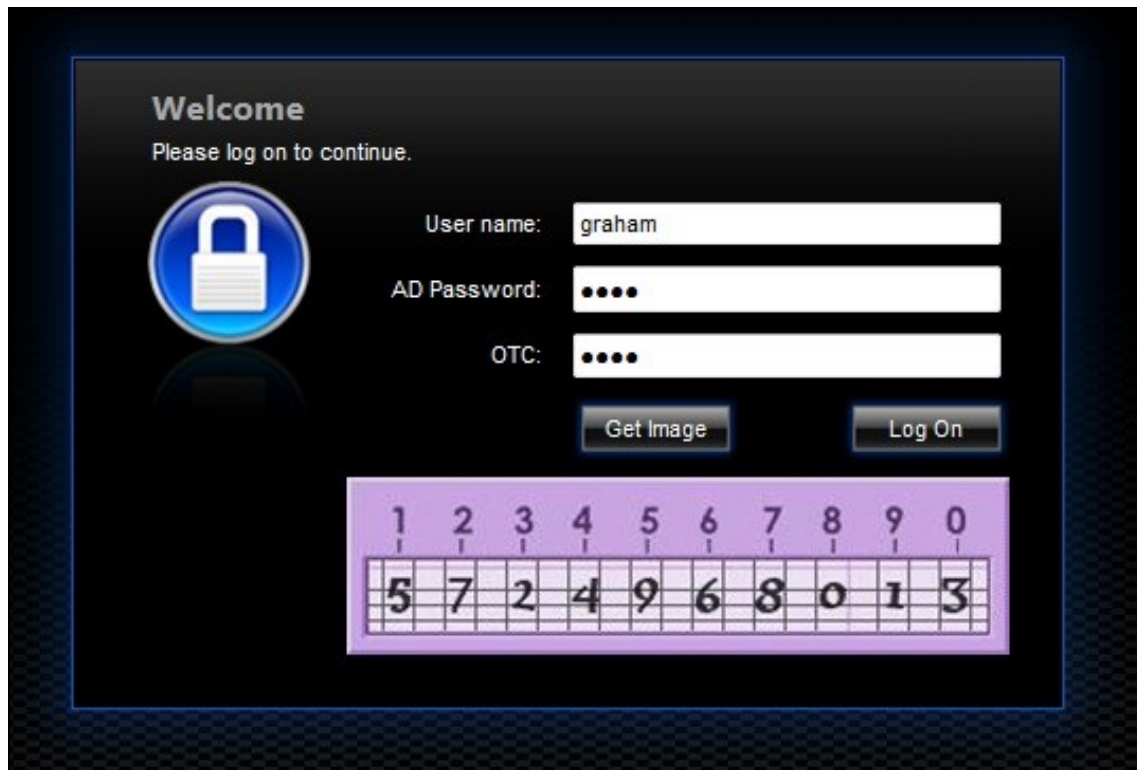 Welcome
Please log on to continue.
User name: graham
AD Password: ••••
OTC: ••••
Get Image Log On
1 2 3 4 5 6 7 8 9 0
5 7 2 4 9 6 8 0 1 3